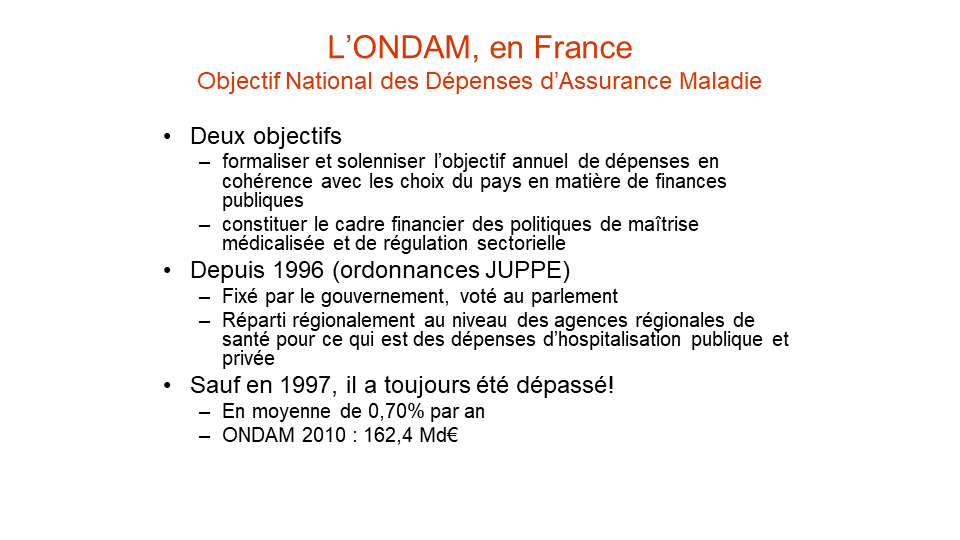 L’ONDAM, en France
Objectif National des Dépenses d’Assurance Maladie
• Deux objectifs
– formaliser et solenniser l’objectif annuel de dépenses en
cohérence avec les choix du pays en matière de finances
publiques
– constituer le cadre financier des politiques de maîtrise
médicalisée et de régulation sectorielle
• Depuis 1996 (ordonnances JUPPE)
– Fixé par le gouvernement, voté au parlement
– Réparti régionalement au niveau des agences régionales de
santé pour ce qui est des dépenses d’hospitalisation publique et
privée
• Sauf en 1997, il a toujours été dépassé!
– En moyenne de 0,70% par an
– ONDAM 2010 : 162,4 Md€